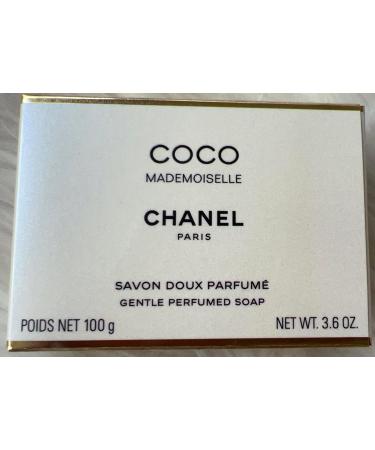 COCO
MADEMOISELLE
CHANEL
PARIS
SAVON DOUX PARFUMÉ
GENTLE PERFUMED SOAP
POIDS NET 100 g NET WT. 3.6 OZ.